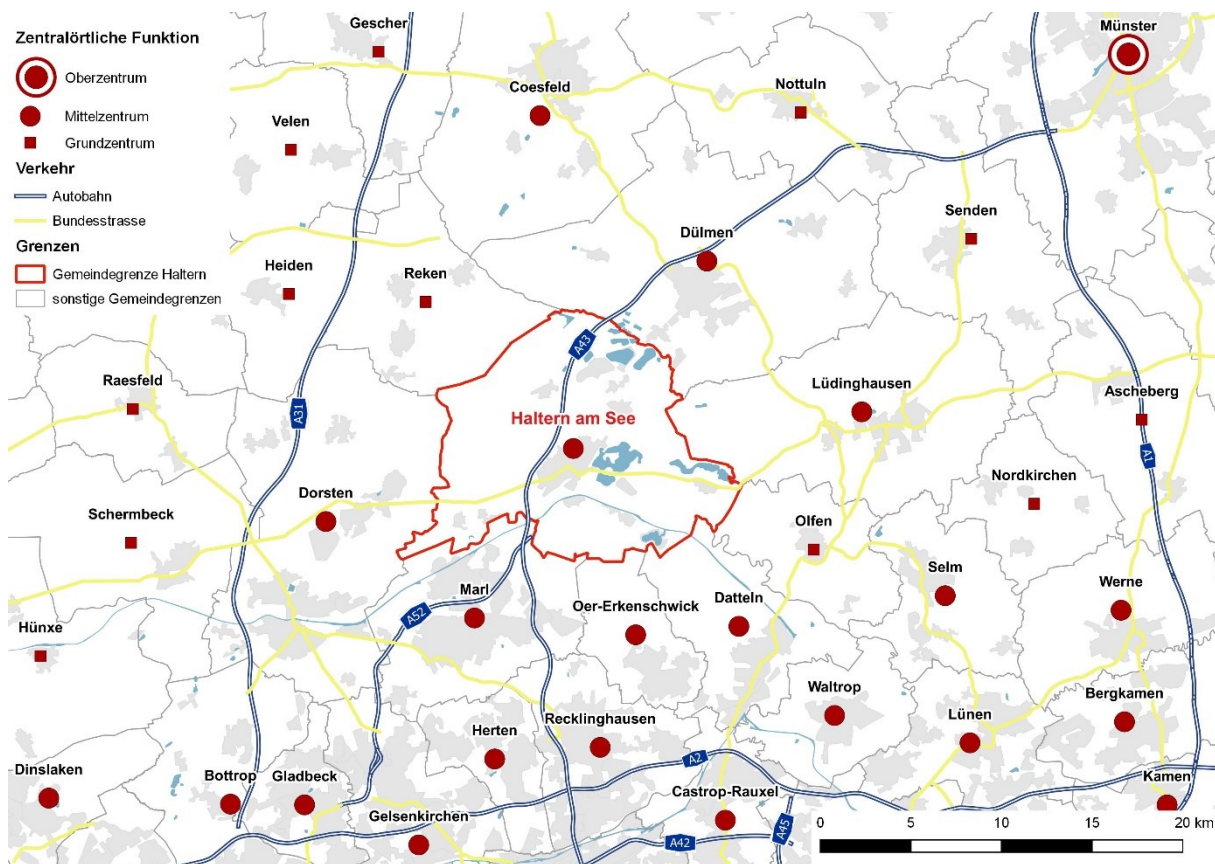 Zentralörtliche Funktion
Oberzentrum
Mittelzentrum
Grundzentrum
Verkehr
Autobahn
Bundesstrasse
Grenzen
Gemeindegrenze Haltern
sonstige Gemeindegrenzen
Gescher
Münster
Coesfeld
Nottuln
Velen
Senden
Dülmen
Heiden
Reken
A43
Raesfeld
Lüdinghausen
Ascheberg
A31
Haltern am See
A1
Nordkirchen
Dorsten
Schermbeck
Olfen
Selm
Marl
Werne
A52
Oer-Erkenschwick
Datteln
Hünxe
Waltrop
Bergkamen
Recklinghausen
Lünen
Herten
A2
Dinslaken
Bottrop
Gladbeck
Kamen
Castrop-Rauxel
Gelsenkirchen
A42
A45
0 5 10 15 20 km